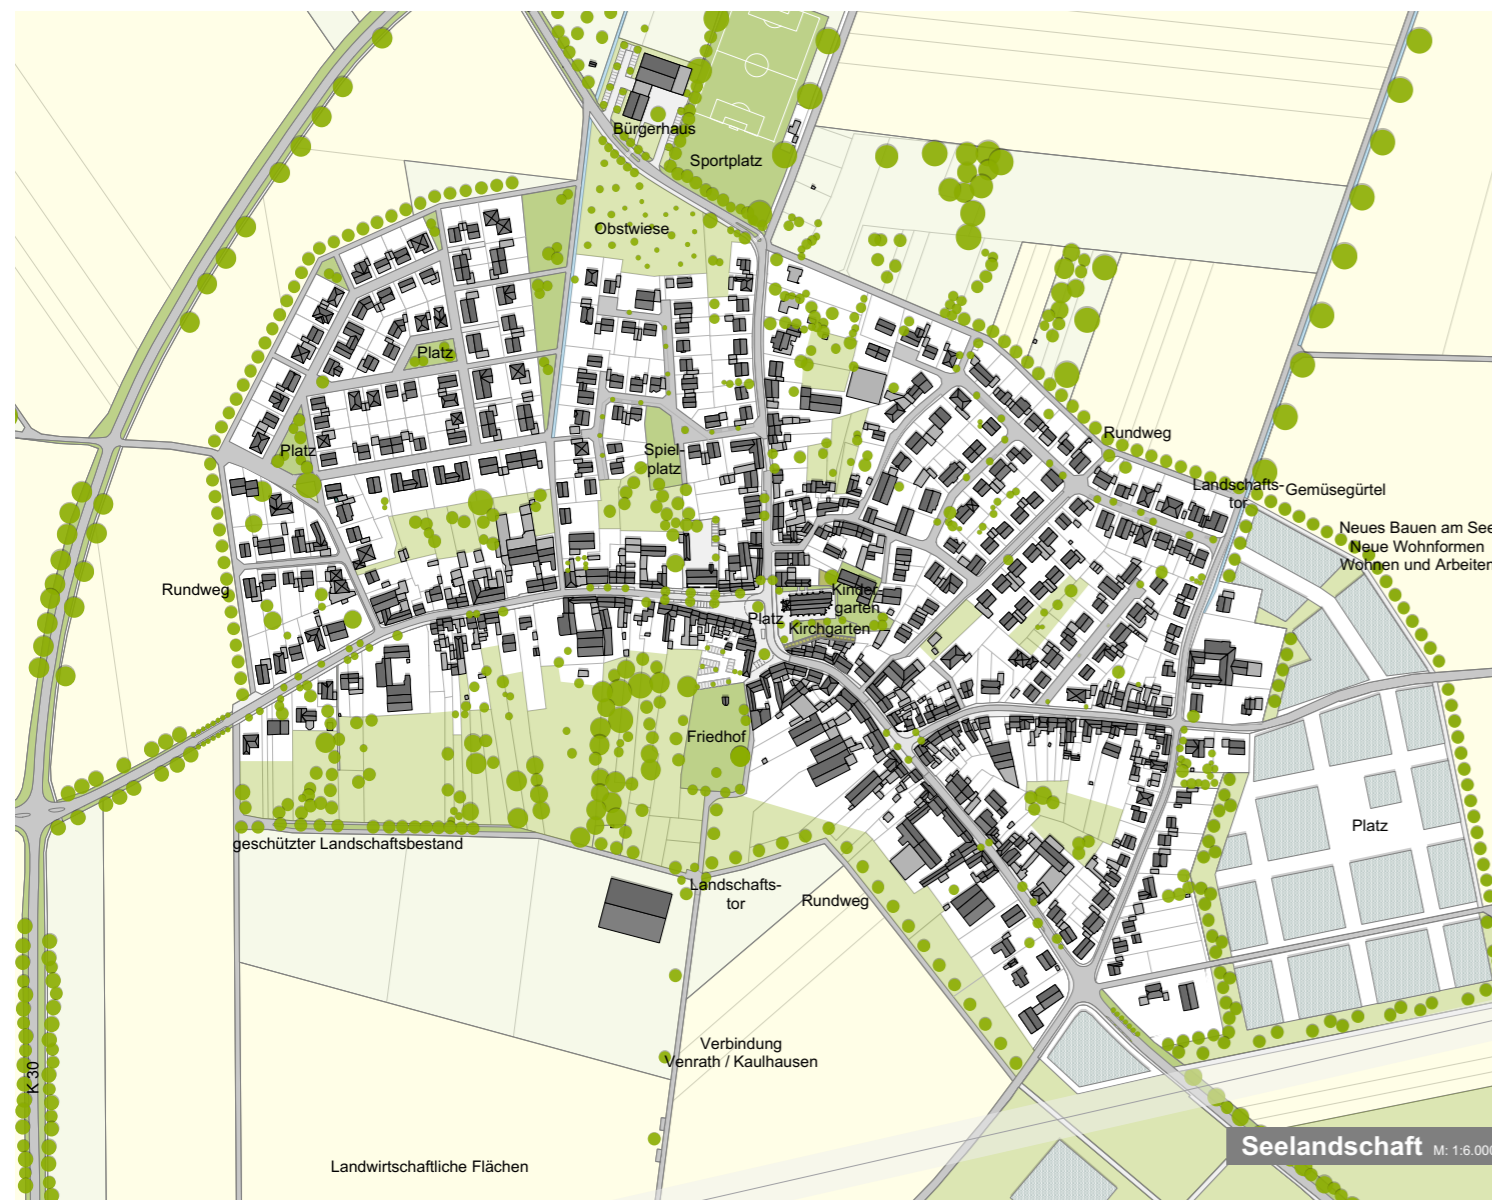 Bürgerhaus
Sportplatz
Obstwiese
Platz
Platz
Spiel-
platz
Rundweg
Landschafts-
tor
Gemüsegürtel
Neues Bauen am See
Neue Wohnformen
Wohnen und Arbeiten
Rundweg
Kinder-
garten
Platz
Kirchgarten
Friedhof
Platz
geschützter Landschaftsbestand
Landschafts-
tor
Rundweg
Verbindung
Venrath / Kaulhausen
K 30
Landwirtschaftliche Flächen
Seelandschaft M: 1:6.000